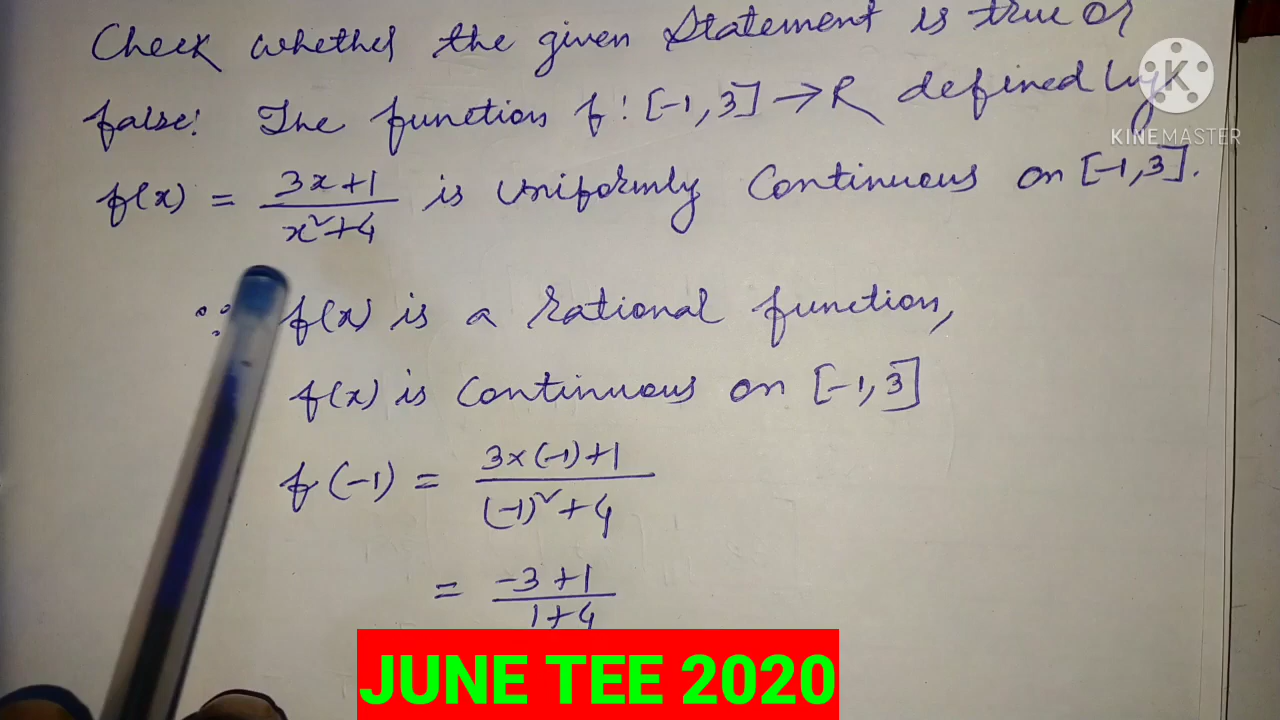 Check whether the given Statement is true or
false: The function f: [-1, 3] → R defined by
f(x) = (3x+1)/(x²+4) is Uniformly Continuous on [-1, 3].
∵ f(x) is a rational function,
f(x) is continuous on [-1, 3]
f(-1) = (3×(-1)+1)/((-1)²+4)
= (-3+1)/(1+4)
K
KINEMASTER
JUNE TEE 2020